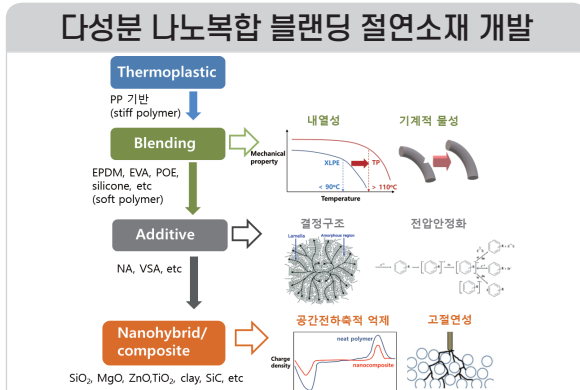 다성분 나노복합 블랜딩 절연소재 개발
Thermoplastic
PP 기반
(stiff polymer)
Blending
내열성
기계적 물성
Mechanical
property
XLPE
TP
< 90℃
> 110℃
Temperature
EPDM, EVA, POE,
silicone, etc
(soft polymer)
Additive
결정구조
전압안정화
Lamella
Amorphous region
NA, VSA, etc
Nanohybrid/
composite
공간전하축적 억제
고절연성
neat polymer
Charge
density
nanocomposite
SiO₂, MgO, ZnO,TiO₂, clay, SiC, etc